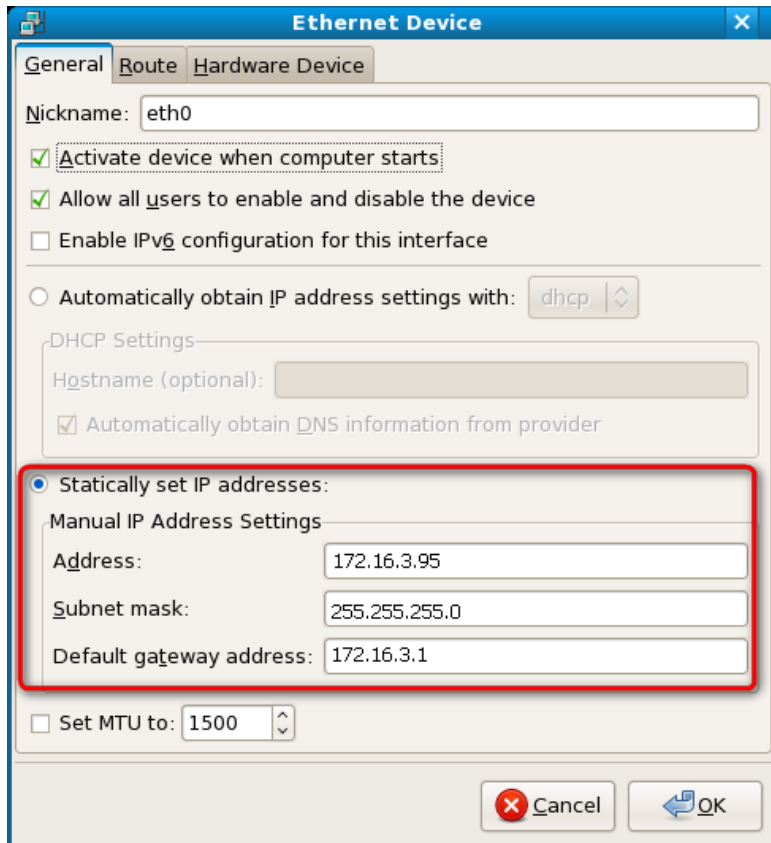 Ethernet Device
General Route Hardware Device
Nickname: eth0
Activate device when computer starts
Allow all users to enable and disable the device
Enable IPv6 configuration for this interface
Automatically obtain IP address settings with: dhcp
DHCP Settings
Hostname (optional):
Automatically obtain DNS information from provider
Statically set IP addresses:
Manual IP Address Settings
Address: 172.16.3.95
Subnet mask: 255.255.255.0
Default gateway address: 172.16.3.1
Set MTU to: 1500
Cancel OK